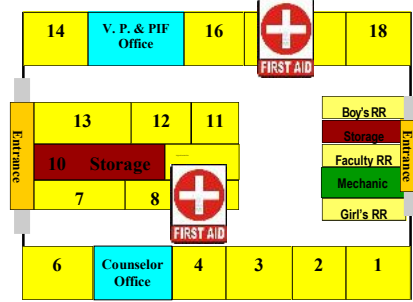 14
V. P. & PIF
Office
16
FIRST AID
18
13
12
11
10 Storage
7
8
FIRST AID
Entrance
Boy's RR
Storage
Faculty RR
Mechanic
Girl's RR
Entrance
6
Counselor
Office
4
3
2
1